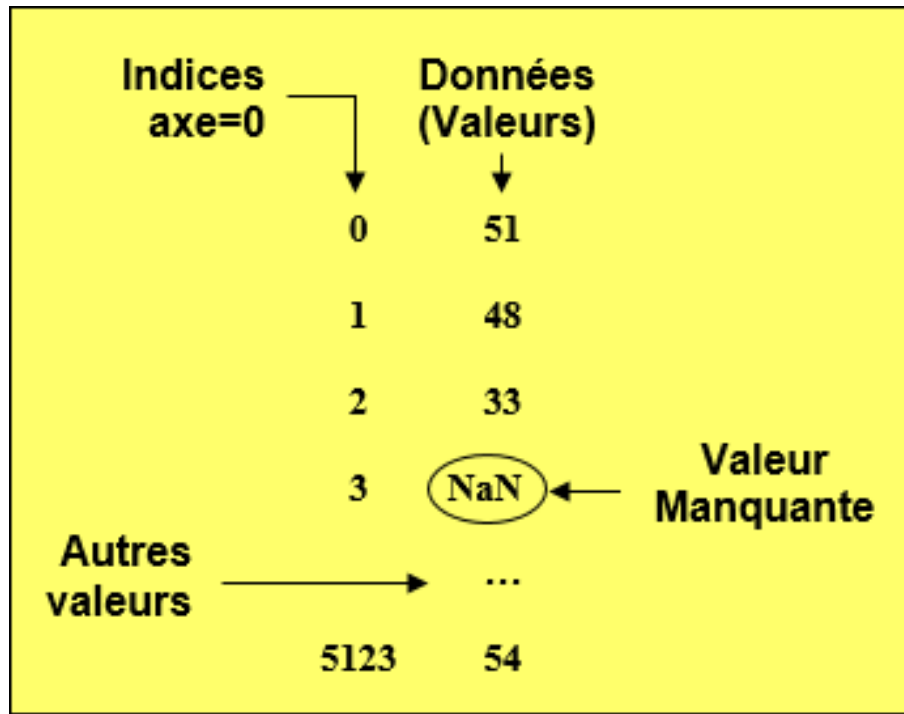 Indices
axe=0
Données
(Valeurs)
0 51
1 48
2 33
3 NaN
Valeur
Manquante
Autres
valeurs
...
5123 54